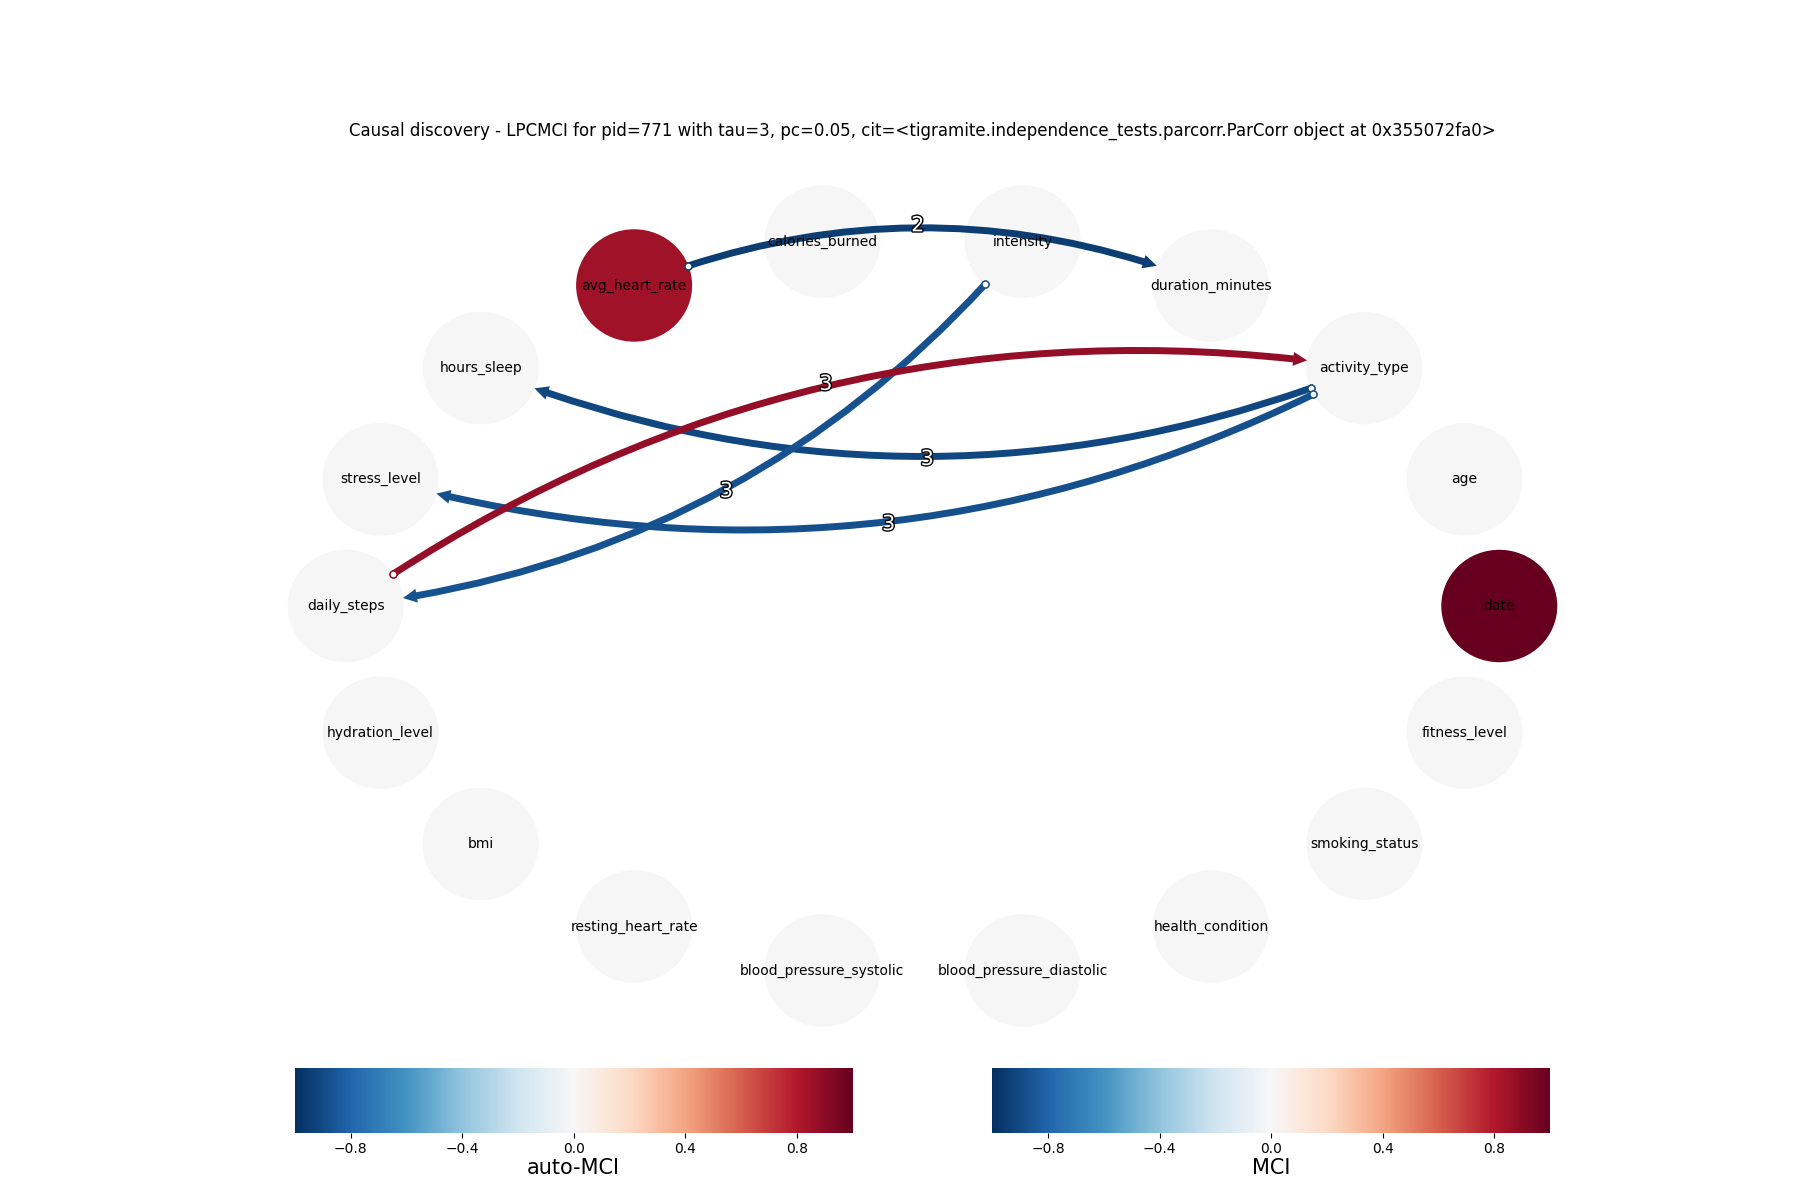 Causal discovery - LPCMCI for pid=771 with tau=3, pc=0.05, cit=<tigramite.independence_tests.parcorr.ParCorr object at 0x355072fa0>
2
calories_burned
intensity
avg_heart_rate
duration_minutes
hours_sleep
3
activity_type
3
stress_level
3
age
3
daily_steps
date
hydration_level
fitness_level
bmi
smoking_status
resting_heart_rate
health_condition
blood_pressure_systolic
blood_pressure_diastolic
−0.8 −0.4 0.0 0.4 0.8
auto-MCI
−0.8 −0.4 0.0 0.4 0.8
MCI